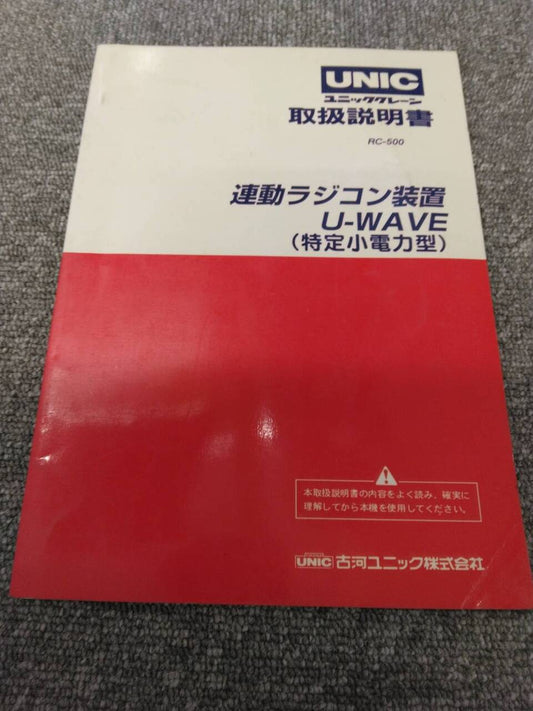 UNIC
ユニッククレーン
取扱説明書
RC-500
連動ラジコン装置
U-WAVE
（特定小電力型）
本取扱説明書の内容をよく読み、確実に
理解してから本機を使用してください。
UNIC 古河ユニック株式会社